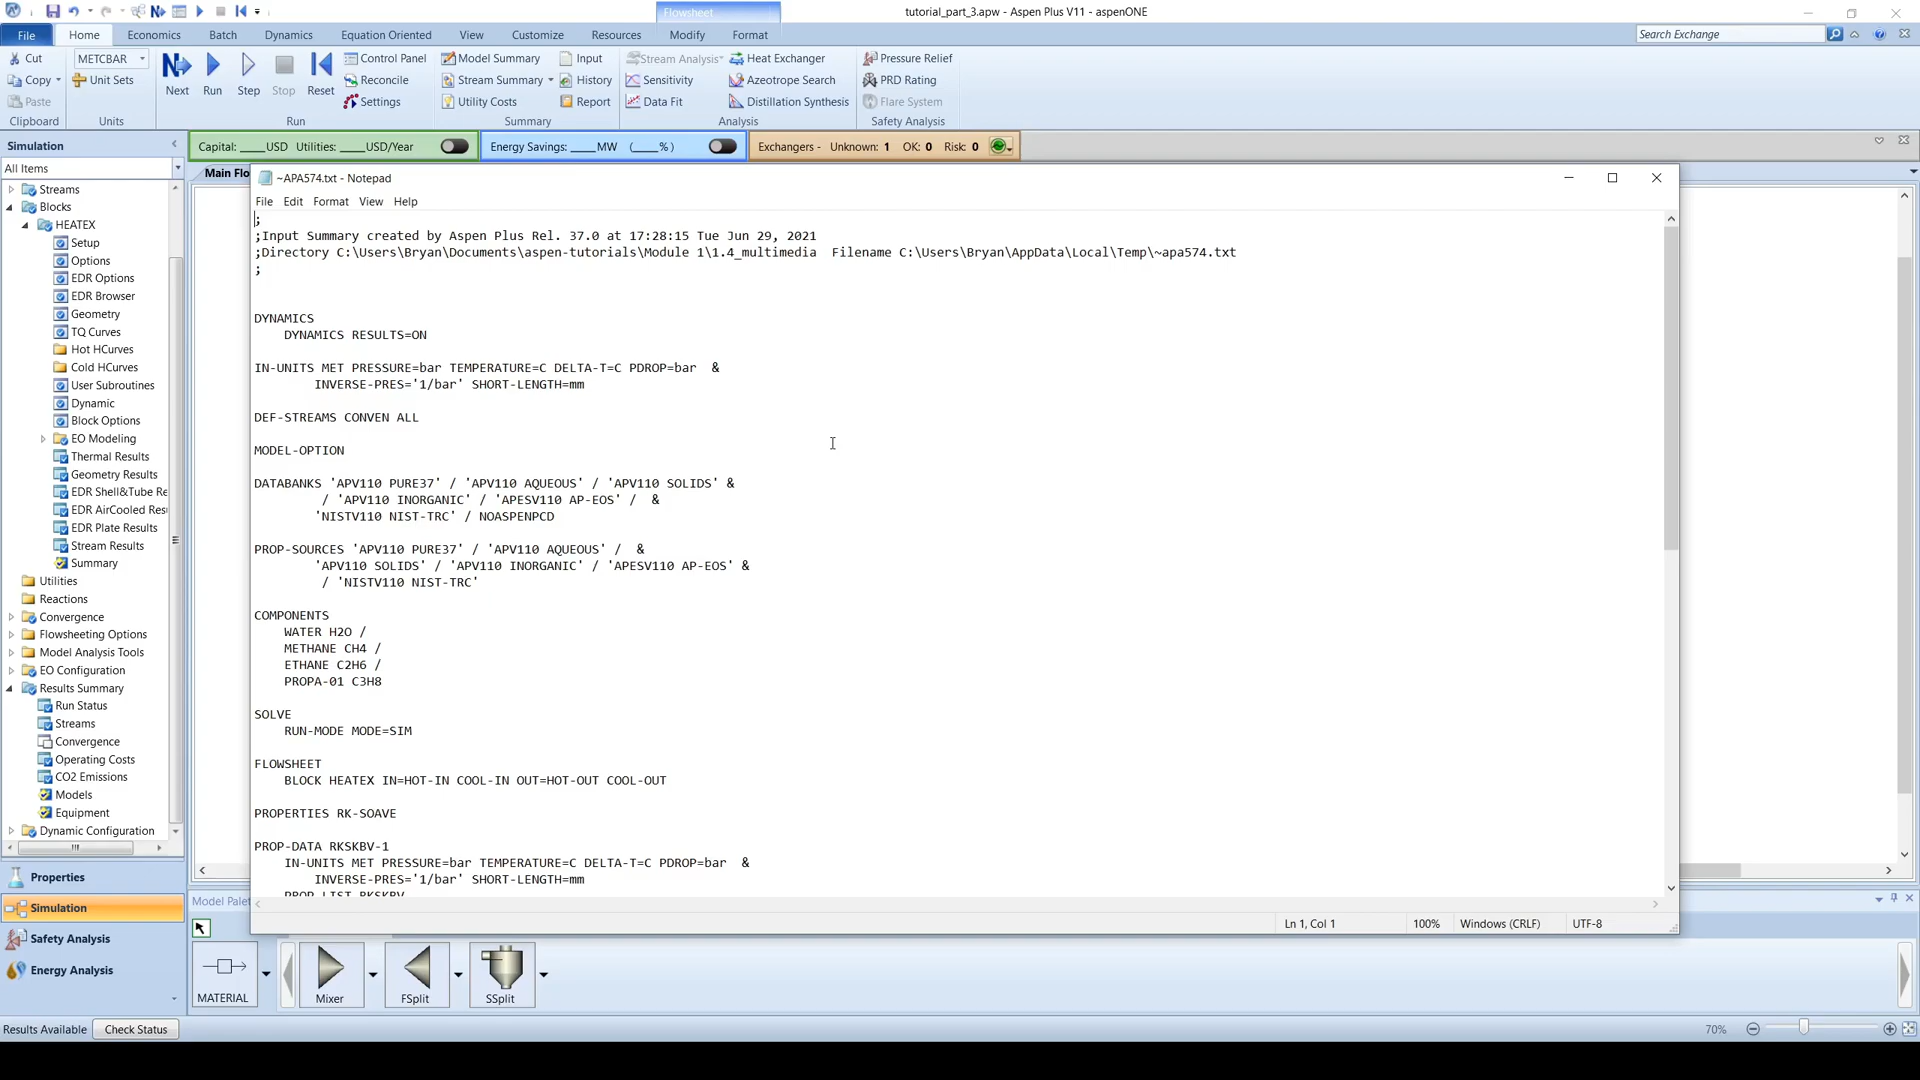 Flowsheet
tutorial_part_3.apw - Aspen Plus V11 - aspenONE
File
Home
Economics
Batch
Dynamics
Equation Oriented
View
Customize
Resources
Modify
Format
Search Exchange
Cut
Copy
Paste
Clipboard
METCBAR
Unit Sets
Units
Next
Run
Step
Stop
Reset
Control Panel
Reconcile
Settings
Run
Model Summary
Stream Summary
Utility Costs
Input
History
Report
Summary
Stream Analysis
Sensitivity
Data Fit
Heat Exchanger
Azeotrope Search
Distillation Synthesis
Analysis
Pressure Relief
PRD Rating
Flare System
Safety Analysis
Simulation
Capital: ____USD Utilities: ____USD/Year
Energy Savings: ____MW (____%)
Exchangers - Unknown: 1 OK: 0 Risk: 0
All Items
Streams
Blocks
HEATEX
Setup
Options
EDR Options
EDR Browser
Geometry
TQ Curves
Hot HCurves
Cold HCurves
User Subroutines
Dynamic
Block Options
EO Modeling
Thermal Results
Geometry Results
EDR Shell&Tube Re
EDR AirCooled Res
EDR Plate Results
Stream Results
Summary
Utilities
Reactions
Convergence
Flowsheeting Options
Model Analysis Tools
EO Configuration
Results Summary
Run Status
Streams
Convergence
Operating Costs
CO2 Emissions
Models
Equipment
Dynamic Configuration
Properties
Simulation
Safety Analysis
Energy Analysis
Main Flo
~APA574.txt - Notepad
File Edit Format View Help
;
;Input Summary created by Aspen Plus Rel. 37.0 at 17:28:15 Tue Jun 29, 2021
;Directory C:\Users\Bryan\Documents\aspen-tutorials\Module 1\1.4_multimedia  Filename C:\Users\Bryan\AppData\Local\Temp\~apa574.txt
;
DYNAMICS
DYNAMICS RESULTS=ON
IN-UNITS MET PRESSURE=bar TEMPERATURE=C DELTA-T=C PDROP=bar  &
INVERSE-PRES='1/bar' SHORT-LENGTH=mm
DEF-STREAMS CONVEN ALL
MODEL-OPTION
DATABANKS 'APV110 PURE37' / 'APV110 AQUEOUS' / 'APV110 SOLIDS' &
/ 'APV110 INORGANIC' / 'APESV110 AP-EOS' /  &
'NISTV110 NIST-TRC' / NOASPENPCD
PROP-SOURCES 'APV110 PURE37' / 'APV110 AQUEOUS' /  &
'APV110 SOLIDS' / 'APV110 INORGANIC' / 'APESV110 AP-EOS' &
/ 'NISTV110 NIST-TRC'
COMPONENTS
WATER H2O /
METHANE CH4 /
ETHANE C2H6 /
PROPA-01 C3H8
SOLVE
RUN-MODE MODE=SIM
FLOWSHEET
BLOCK HEATEX IN=HOT-IN COOL-IN OUT=HOT-OUT COOL-OUT
PROPERTIES RK-SOAVE
PROP-DATA RKSKBV-1
IN-UNITS MET PRESSURE=bar TEMPERATURE=C DELTA-T=C PDROP=bar  &
INVERSE-PRES='1/bar' SHORT-LENGTH=mm
PROP-LIST RKSKBV
Ln 1, Col 1
100%
Windows (CRLF)
UTF-8
Model Palet
MATERIAL
Mixer
FSplit
SSplit
Results Available
Check Status
70%